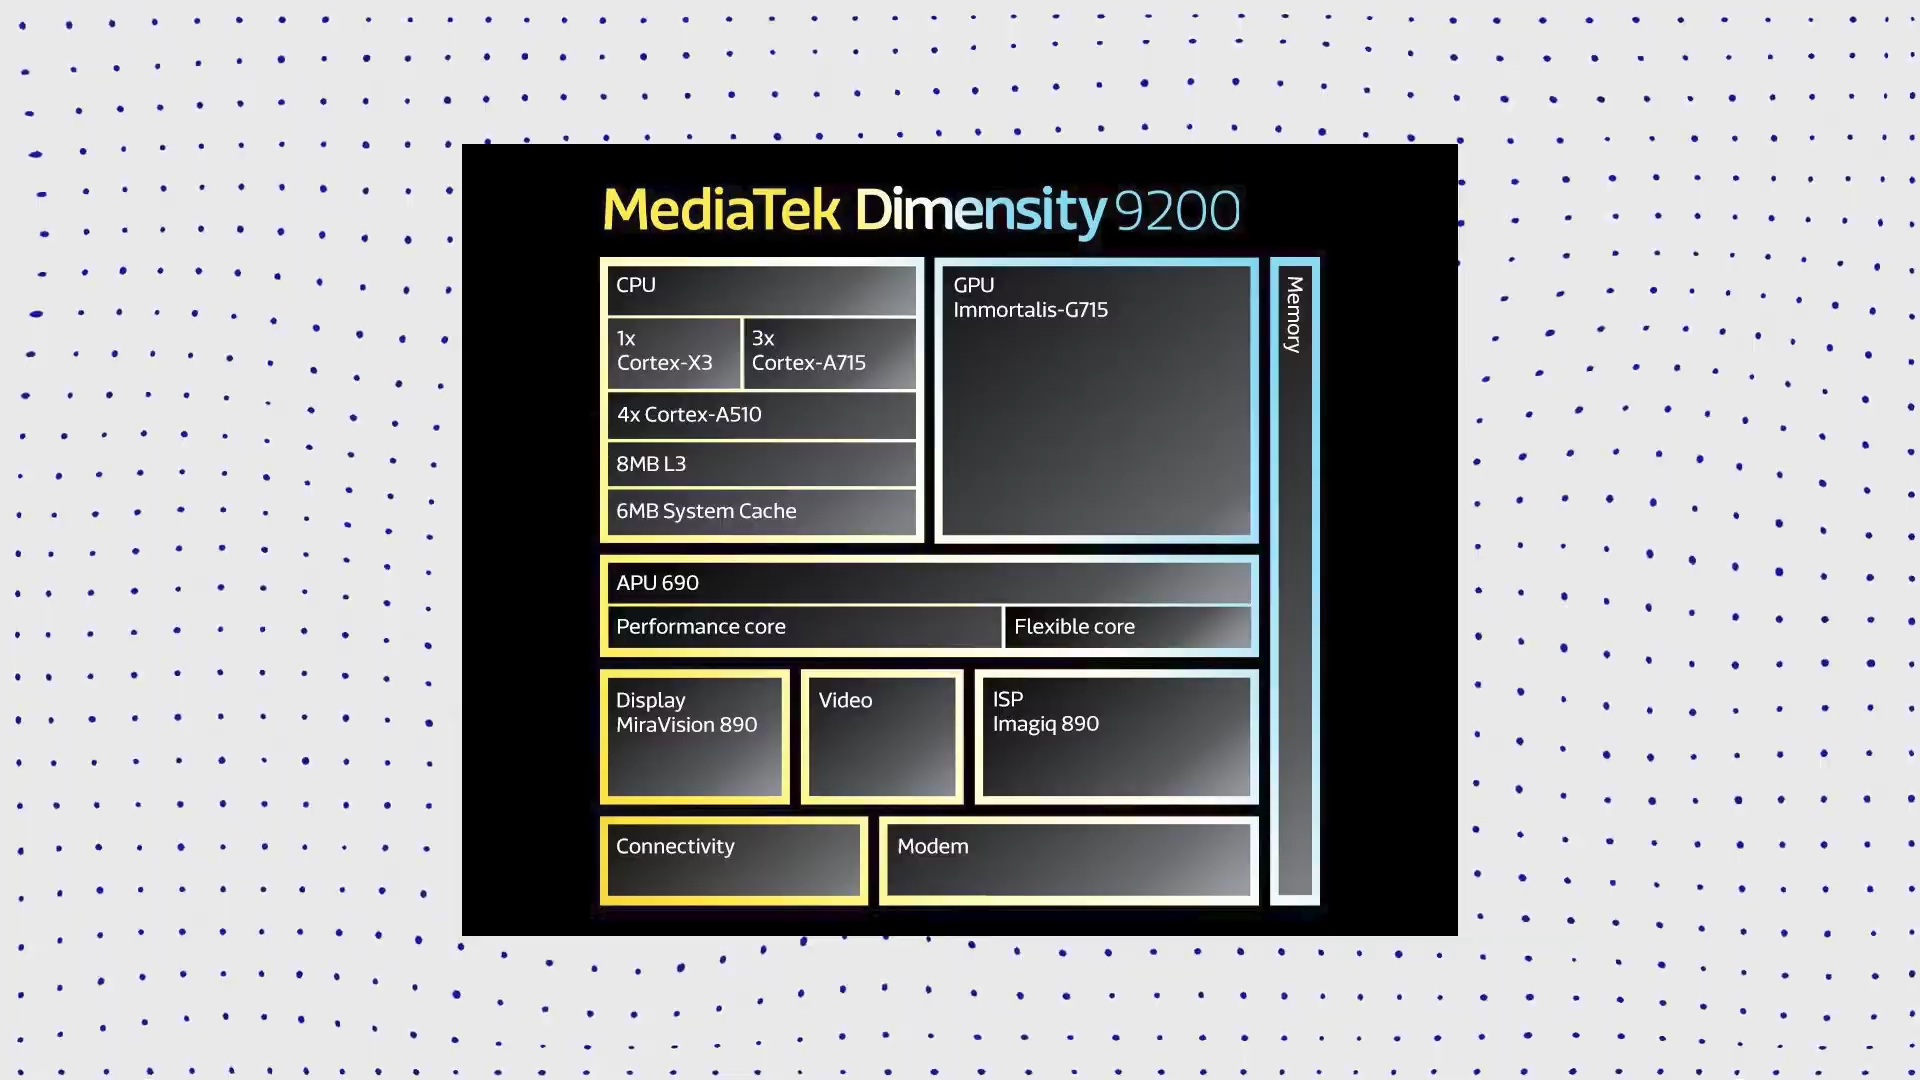 MediaTek Dimensity 9200
CPU
1x
Cortex-X3
3x
Cortex-A715
4x Cortex-A510
8MB L3
6MB System Cache
GPU
Immortalis-G715
Memory
APU 690
Performance core
Flexible core
Display
MiraVision 890
Video
ISP
Imagiq 890
Connectivity
Modem